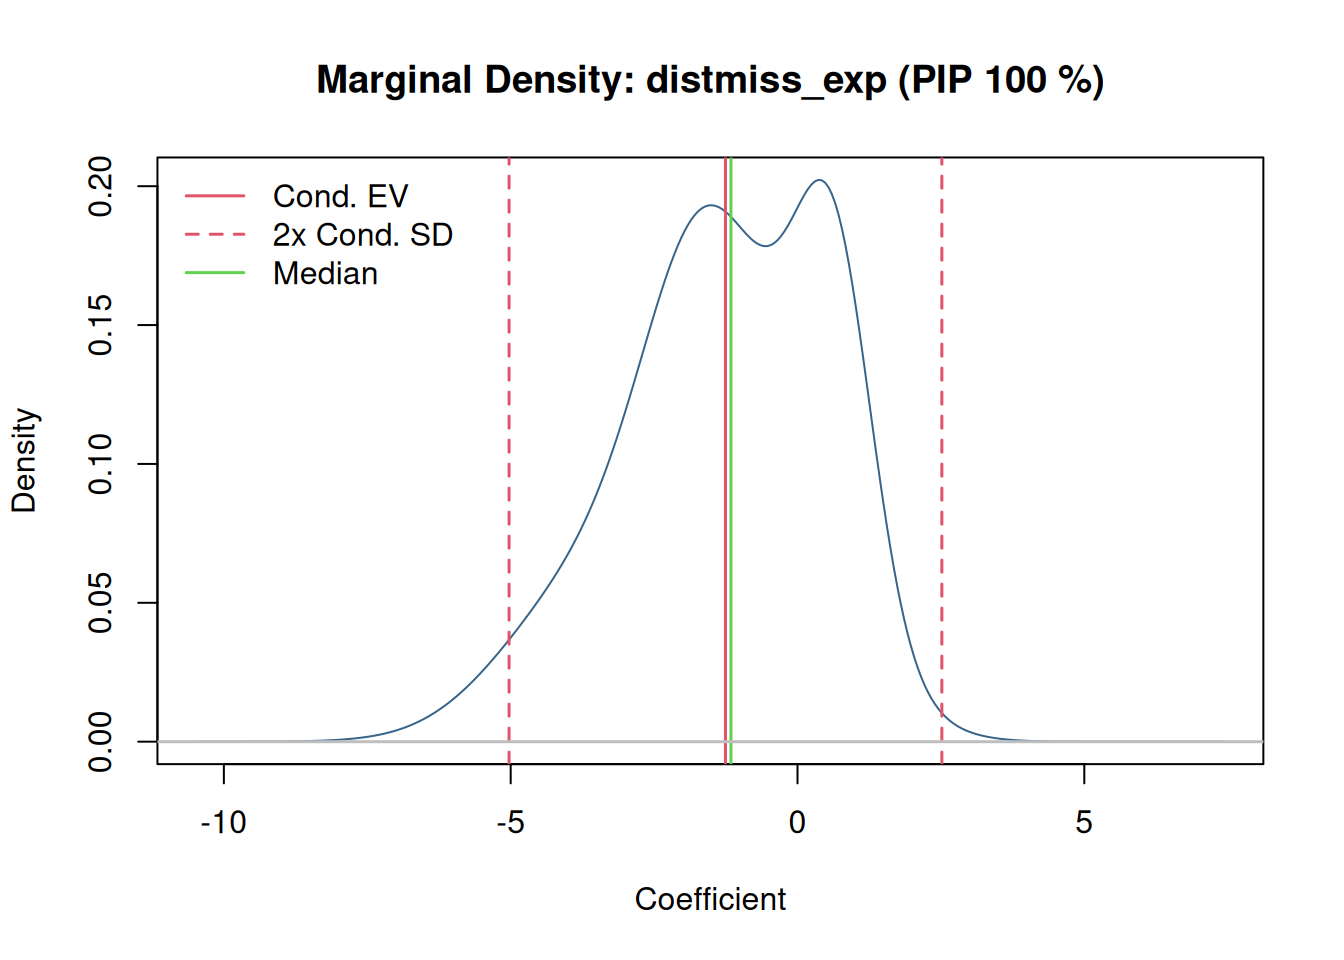 Marginal Density: distmiss_exp (PIP 100 %)
Cond. EV
2x Cond. SD
Median
0.20
0.15
0.10
0.05
0.00
Density
-10
-5
0
5
Coefficient